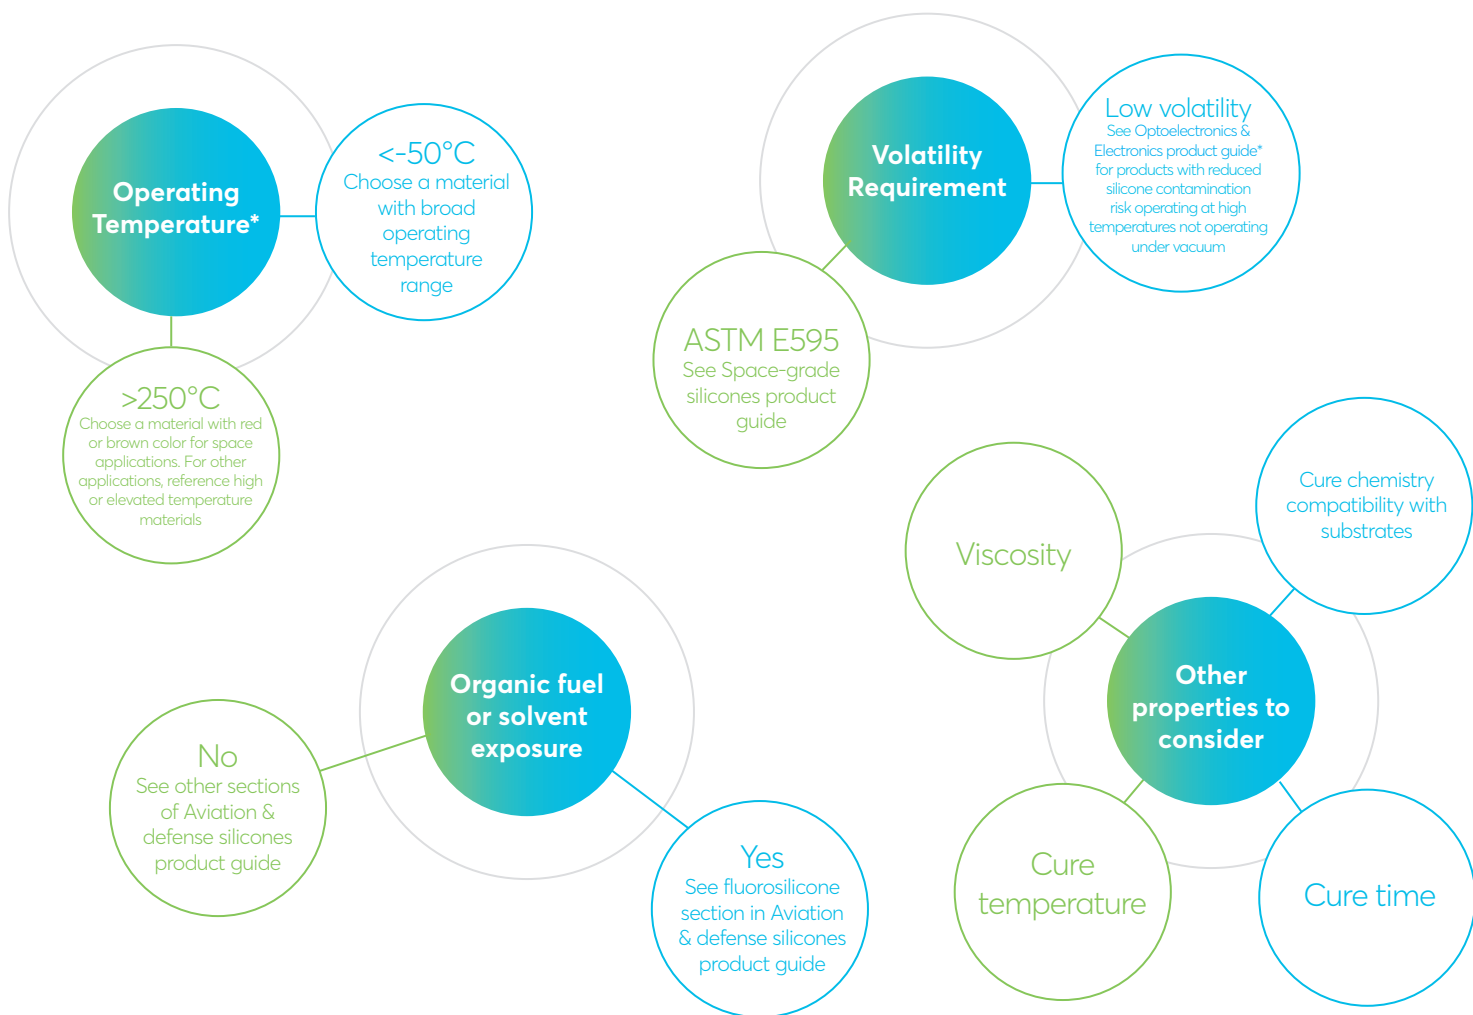 Operating
Temperature*
<-50°C
Choose a material
with broad
operating
temperature
range
>250°C
Choose a material with red
or brown color for space
applications. For other
applications, reference high
or elevated temperature
materials
Volatility
Requirement
Low volatility
See Optoelectronics &
Electronics product guide*
for products with reduced
silicone contamination
risk operating at high
temperatures not operating
under vacuum
ASTM E595
See Space-grade
silicones product
guide
Organic fuel
or solvent
exposure
No
See other sections
of Aviation &
defense silicones
product guide
Yes
See fluorosilicone
section in Aviation
& defense silicones
product guide
Other
properties to
consider
Viscosity
Cure chemistry
compatibility with
substrates
Cure
temperature
Cure time